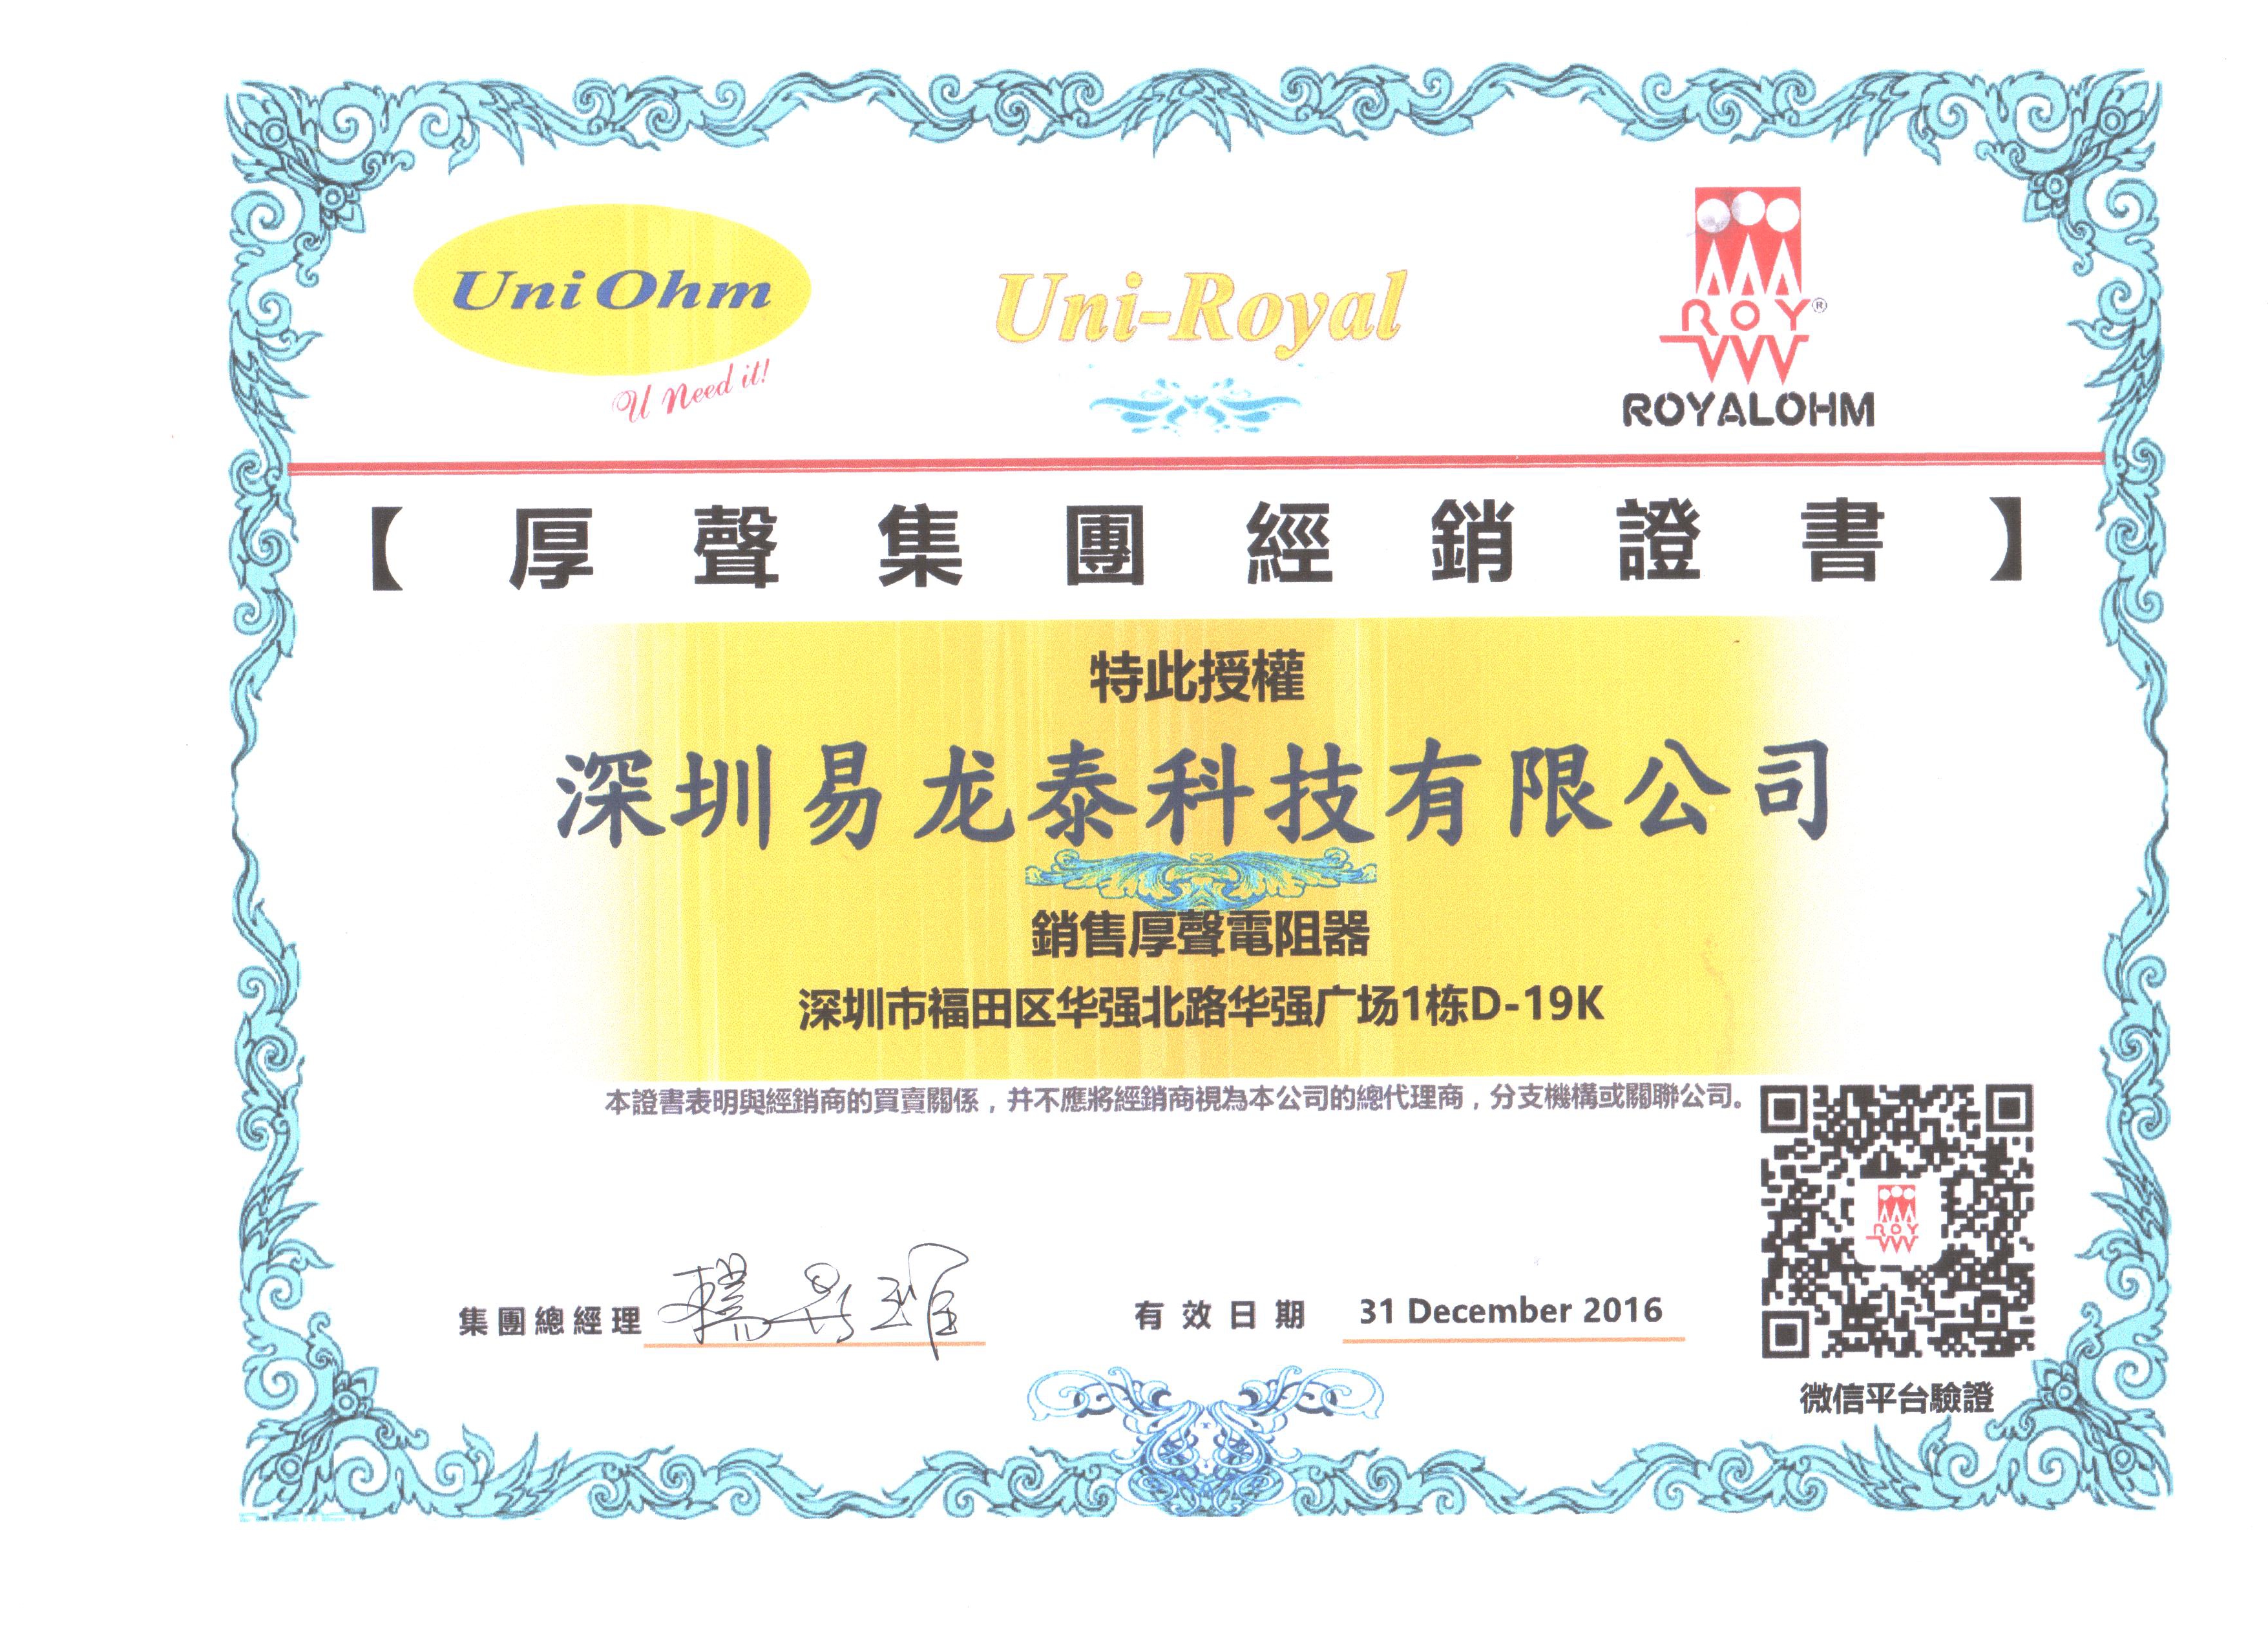 Uni Ohm
U Need it!
Uni-Royal
ROY®
ROYALOHM
【厚聲集團經銷證書】
特此授權
深圳易龙泰科技有限公司
銷售厚聲電阻器
深圳市福田区华强北路华强广场1栋D-19K
本證書表明與經銷商的買賣關係，并不應將經銷商視為本公司的總代理商，分支機構或關聯公司。
ROY
集團總經理
有效日期 31 December 2016
微信平台驗證